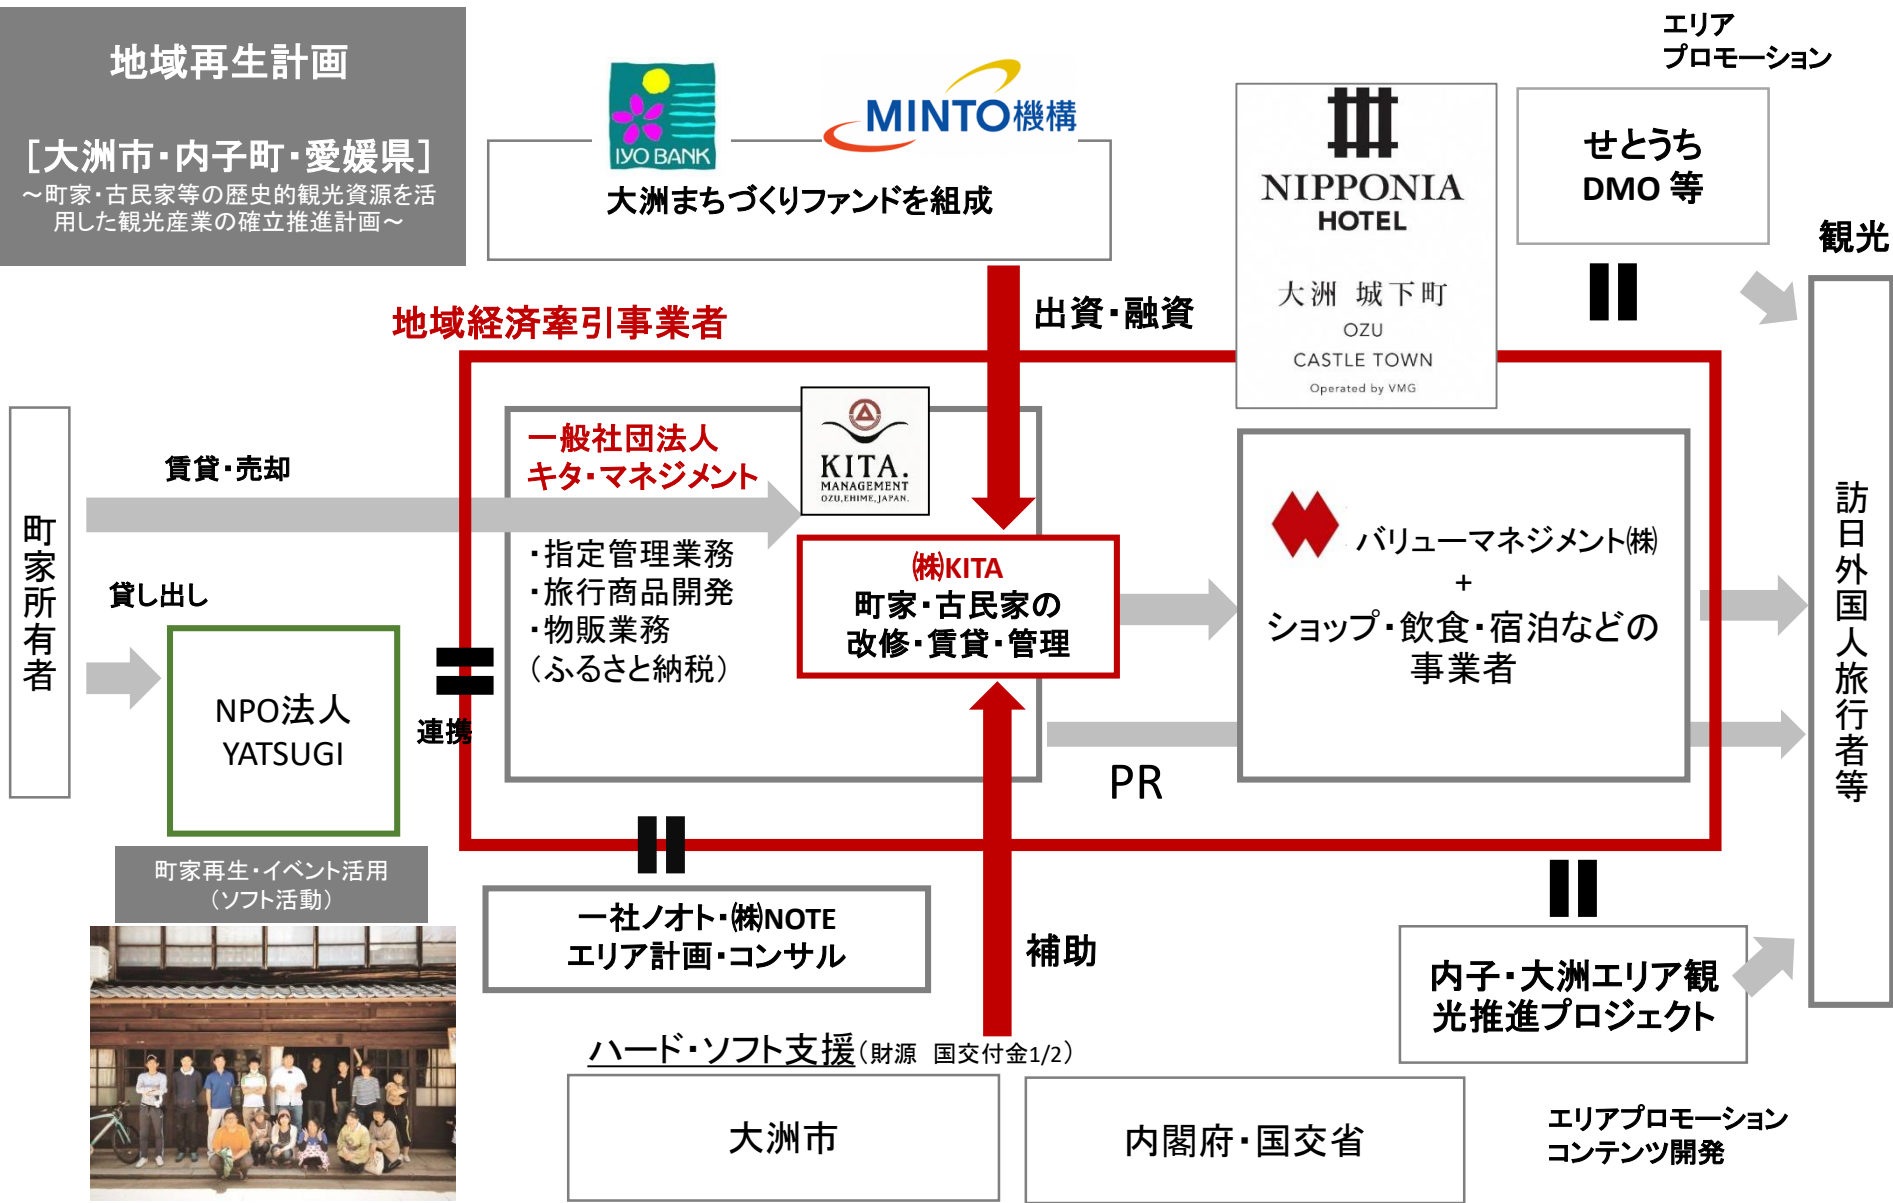 地域再生計画
［大洲市・内子町・愛媛県］
～町家・古民家等の歴史的観光資源を活
用した観光産業の確立推進計画～
IYO BANK
MINTO機構
大洲まちづくりファンドを組成
NIPPONIA
HOTEL
大洲 城下町
OZU
CASTLE TOWN
Operated by VMG
エリア
プロモーション
せとうち
DMO 等
観光
地域経済牽引事業者
出資・融資
町家所有者
賃貸・売却
貸し出し
NPO法人
YATSUGI
連携
町家再生・イベント活用
（ソフト活動）
一般社団法人
キタ・マネジメント
KITA.
MANAGEMENT
OZU,EHIME,JAPAN.
・指定管理業務
・旅行商品開発
・物販業務
（ふるさと納税）
㈱KITA
町家・古民家の
改修・賃貸・管理
バリューマネジメント㈱
+
ショップ・飲食・宿泊などの
事業者
PR
訪日外国人旅行者等
一社ノオト・㈱NOTE
エリア計画・コンサル
補助
内子・大洲エリア観
光推進プロジェクト
ハード・ソフト支援（財源　国交付金1/2）
大洲市
内閣府・国交省
エリアプロモーション
コンテンツ開発